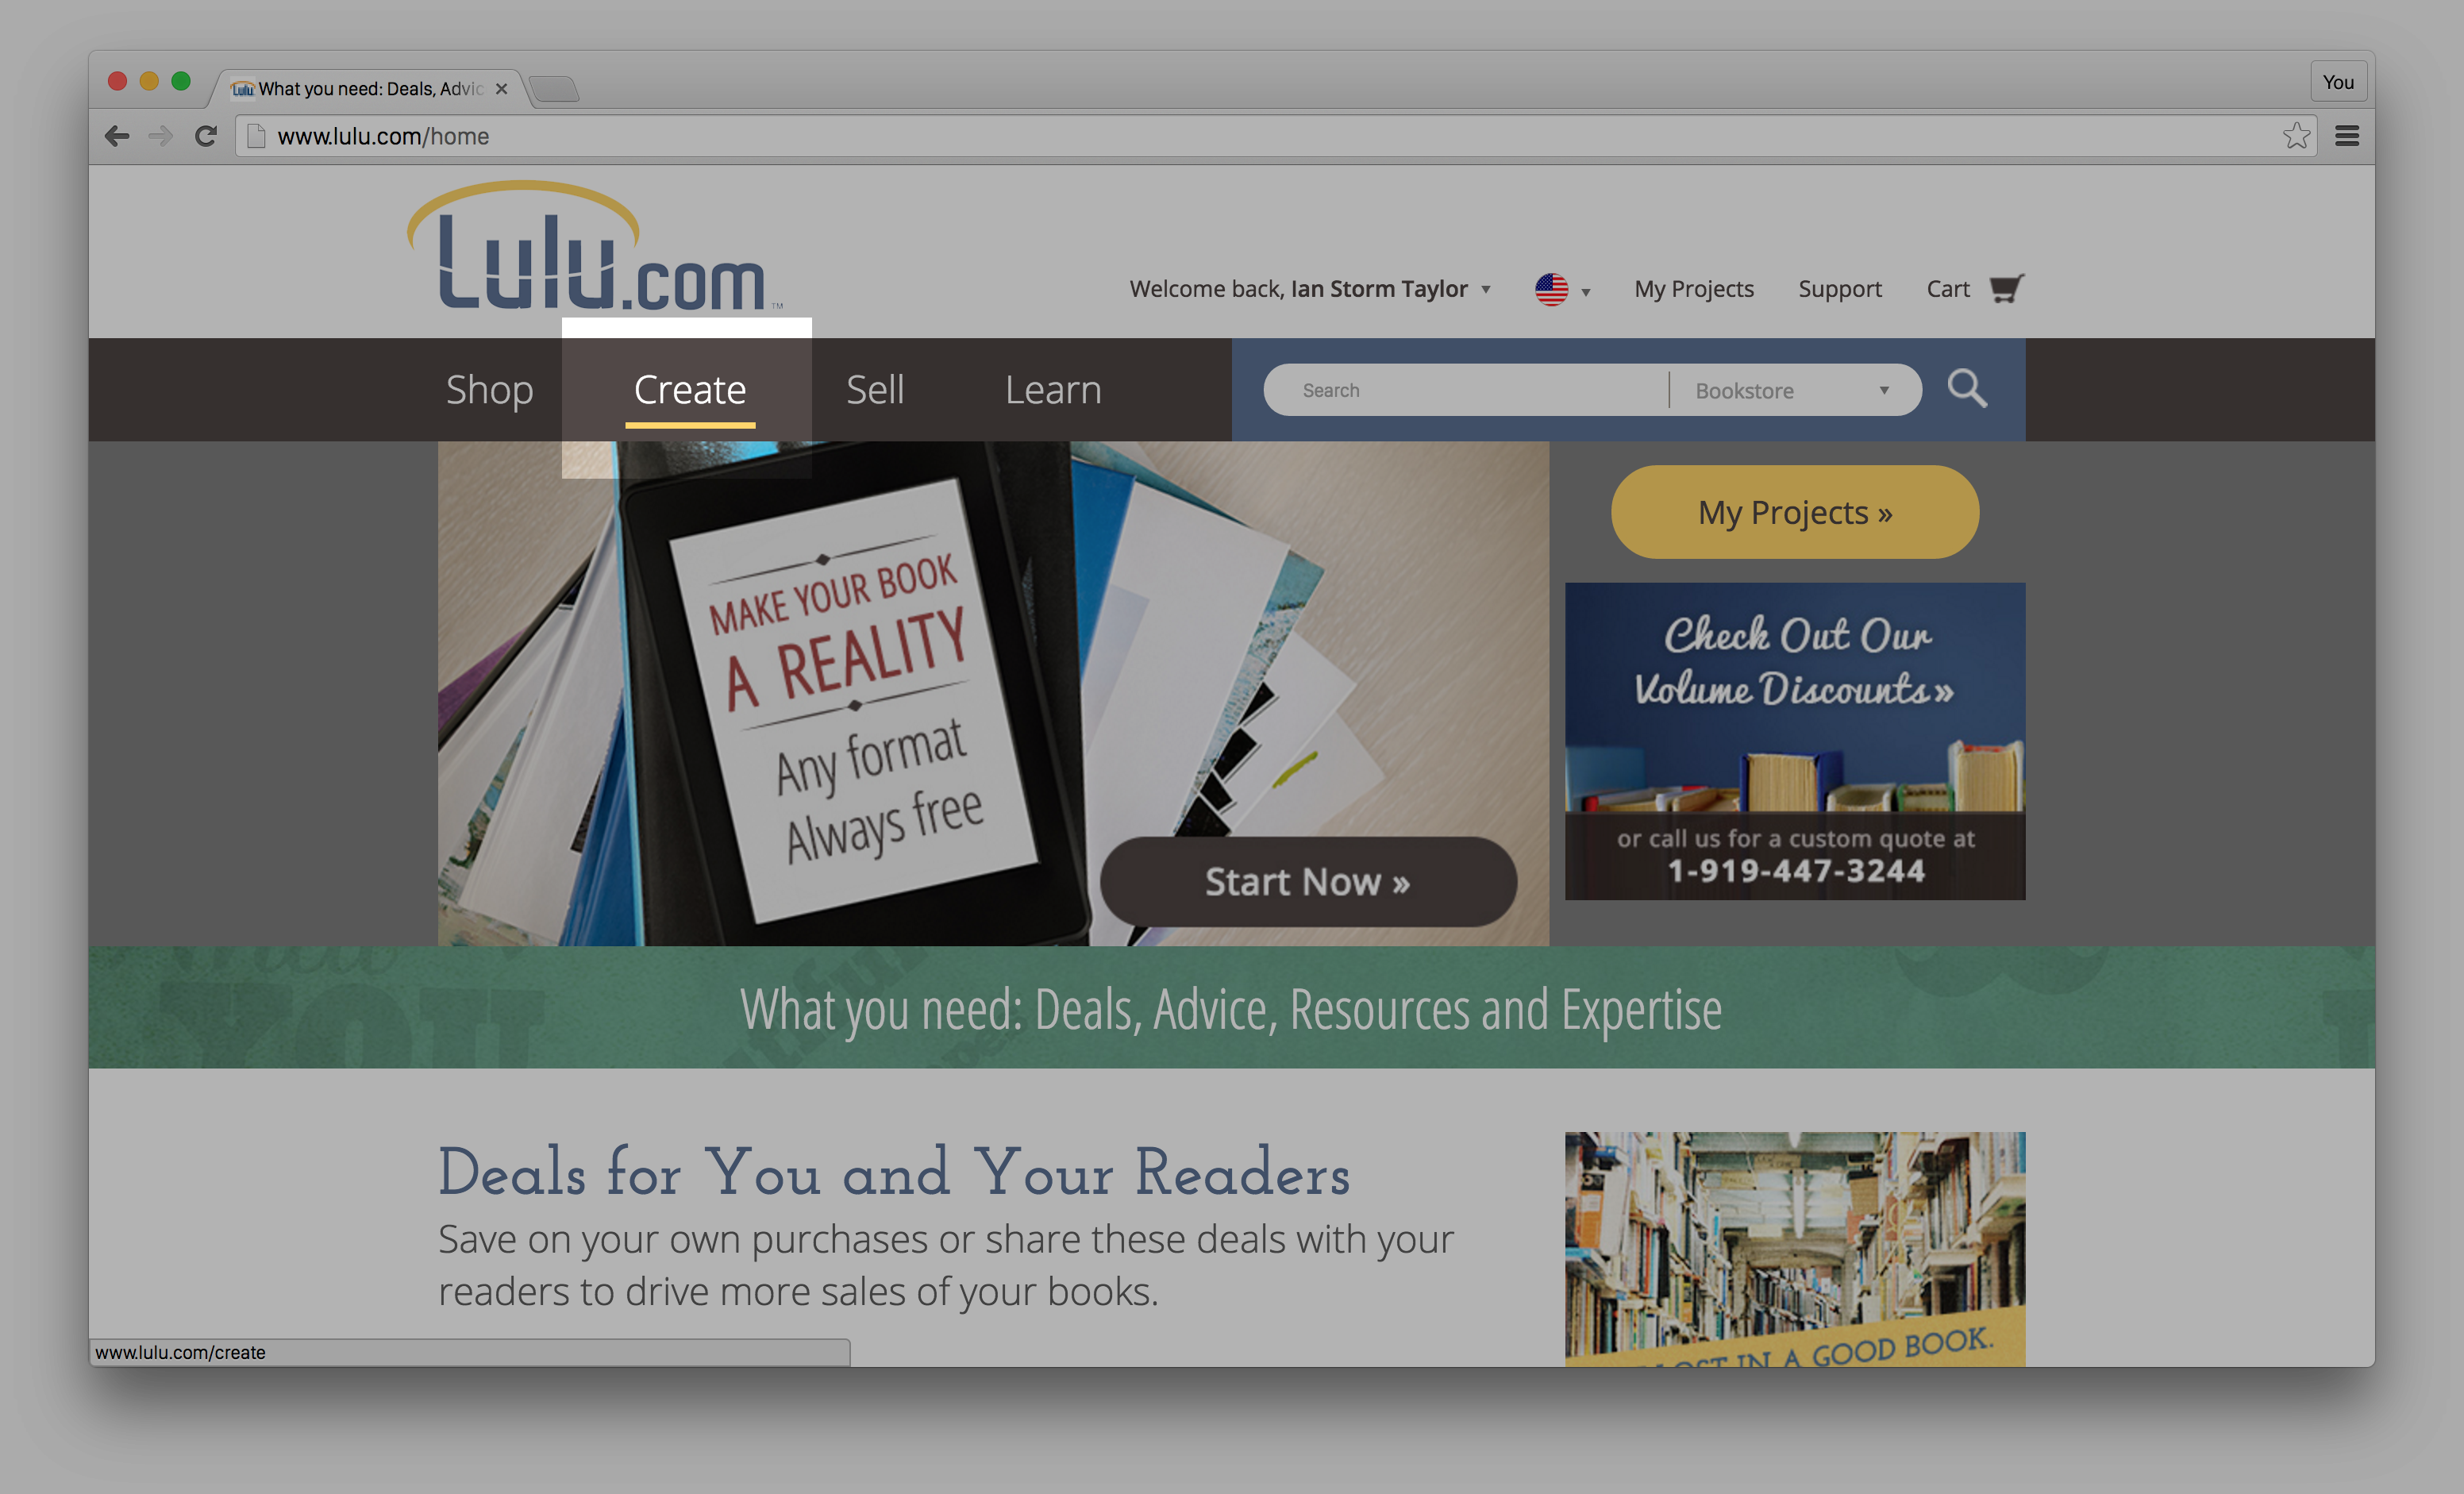 Lulu What you need: Deals, Advic
You
www.lulu.com/home
Lulu.com™
Welcome back, Ian Storm Taylor
My Projects
Support
Cart
Shop
Create
Sell
Learn
Search
Bookstore
MAKE YOUR BOOK
A REALITY
Any format
Always free
Start Now »
My Projects »
Check Out Our
Volume Discounts»
or call us for a custom quote at
1-919-447-3244
YOU
What you need: Deals, Advice, Resources and Expertise
Deals for You and Your Readers
Save on your own purchases or share these deals with your
readers to drive more sales of your books.
LOST IN A GOOD BOOK.
www.lulu.com/create